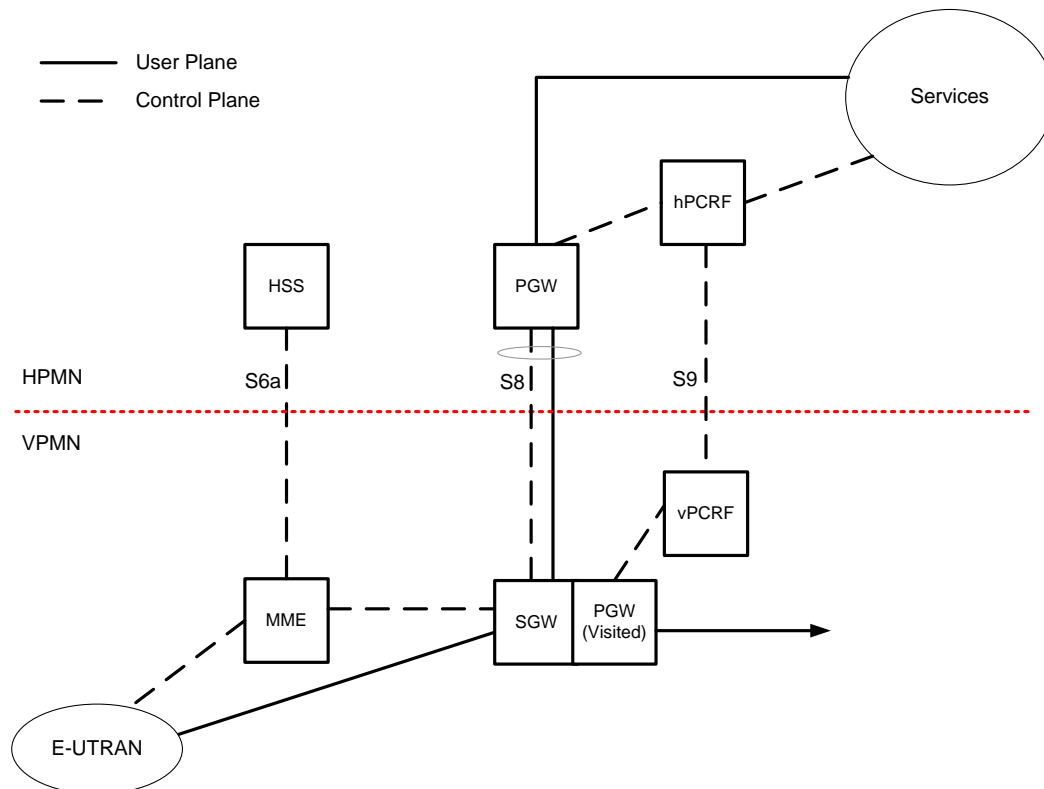 User Plane
Control Plane
Services
hPCRF
HSS
PGW
HPMN
S6a
S8
S9
VPMN
vPCRF
MME
SGW
PGW
(Visited)
E-UTRAN